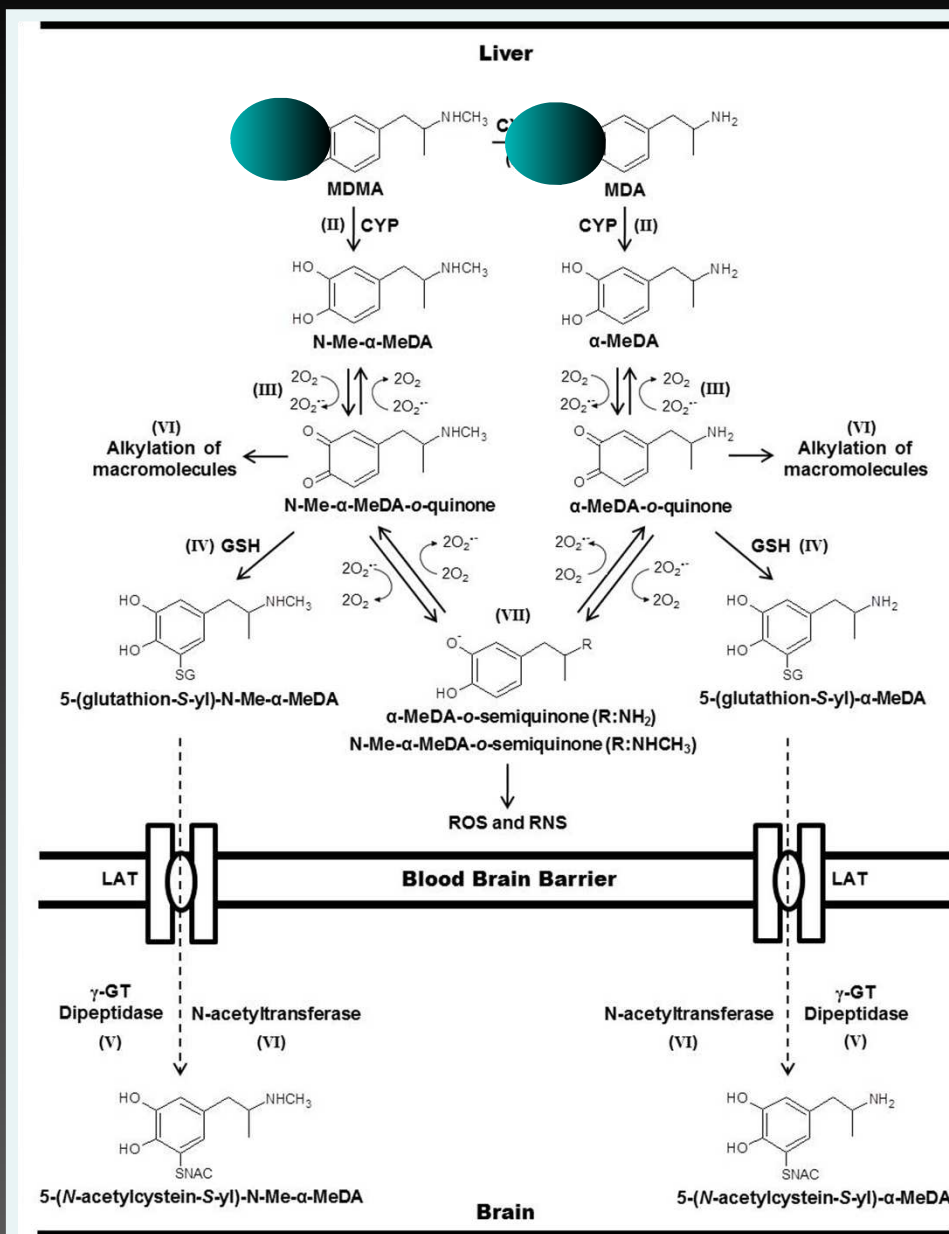 Liver
NHCH3
NH2
MDMA
MDA
(II) CYP
CYP (II)
HO
HO
NHCH3
HO
HO
NH2
N-Me-α-MeDA
α-MeDA
(III)
2O2
2O2
2O2·-
2O2·-
2O2
2O2
(III)
2O2·-
2O2·-
(VI)
Alkylation of
macromolecules
O
O
NHCH3
O
O
NH2
(VI)
Alkylation of
macromolecules
N-Me-α-MeDA-o-quinone
α-MeDA-o-quinone
(IV) GSH
GSH (IV)
2O2·-
2O2
2O2·-
2O2
2O2·-
2O2
2O2·-
2O2
HO
HO
NHCH3
SG
(VII)
O-
HO
R
HO
HO
NH2
SG
5-(glutathion-S-yl)-N-Me-α-MeDA
5-(glutathion-S-yl)-α-MeDA
α-MeDA-o-semiquinone (R:NH2)
N-Me-α-MeDA-o-semiquinone (R:NHCH3)
ROS and RNS
LAT
Blood Brain Barrier
LAT
γ-GT
Dipeptidase
(V)
N-acetyltransferase
(VI)
N-acetyltransferase
(VI)
γ-GT
Dipeptidase
(V)
HO
HO
NHCH3
SNAC
HO
HO
NH2
SNAC
5-(N-acetylcystein-S-yl)-N-Me-α-MeDA
5-(N-acetylcystein-S-yl)-α-MeDA
Brain